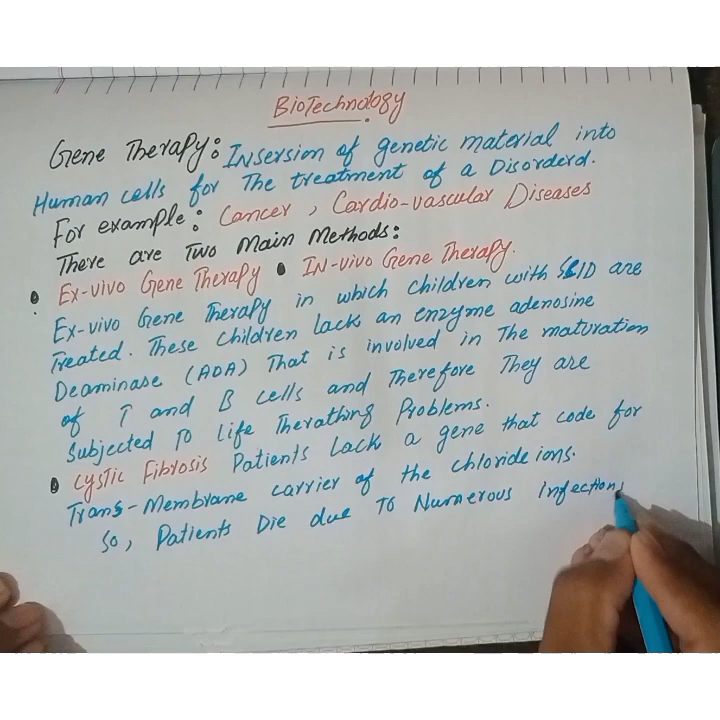 BioTechnology
Gene Therapy: Insersion of genetic material into
Human cells for The treatment of a Disorderd.
For example: Cancer, Cardio-vascular Diseases
There are Two Main Methods:
• Ex-vivo Gene Therapy • IN-vivo Gene Therapy.
Ex-vivo Gene Therapy in which children with SCID are
Treated. These children lack an enzyme adenosine
Deaminase (ADA) That is involved in The maturation
of T and B cells and Therefore They are
Subjected To life Therathing Problems.
• Cystic Fibrosis Patients Lack a gene that code for
Trans-Membrane carrier of the chloride ions.
So, Patients Die due To Numerous infections